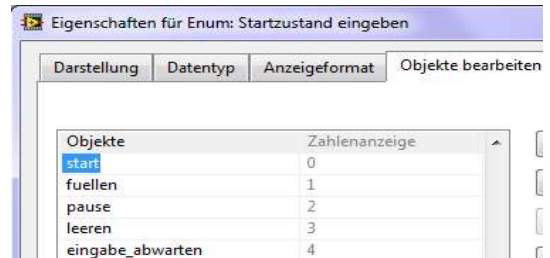 Eigenschaften für Enum: Startzustand eingeben
Darstellung Datentyp Anzeigeformat Objekte bearbeiten
Objekte Zahlenanzeige
start 0
fuellen 1
pause 2
leeren 3
eingabe_abwarten 4